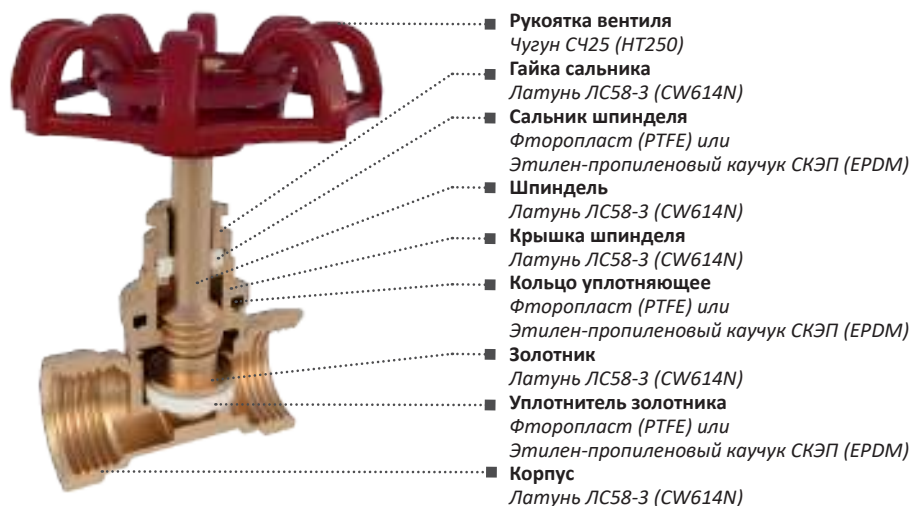 Рукоятка вентиля
Чугун СЧ25 (HT250)
Гайка сальника
Латунь ЛС58-3 (CW614N)
Сальник шпинделя
Фторопласт (PTFE) или
Этилен-пропиленовый каучук СКЭП (EPDM)
Шпиндель
Латунь ЛС58-3 (CW614N)
Крышка шпинделя
Латунь ЛС58-3 (CW614N)
Кольцо уплотняющее
Фторопласт (PTFE) или
Этилен-пропиленовый каучук СКЭП (EPDM)
Золотник
Латунь ЛС58-3 (CW614N)
Уплотнитель золотника
Фторопласт (PTFE) или
Этилен-пропиленовый каучук СКЭП (EPDM)
Корпус
Латунь ЛС58-3 (CW614N)